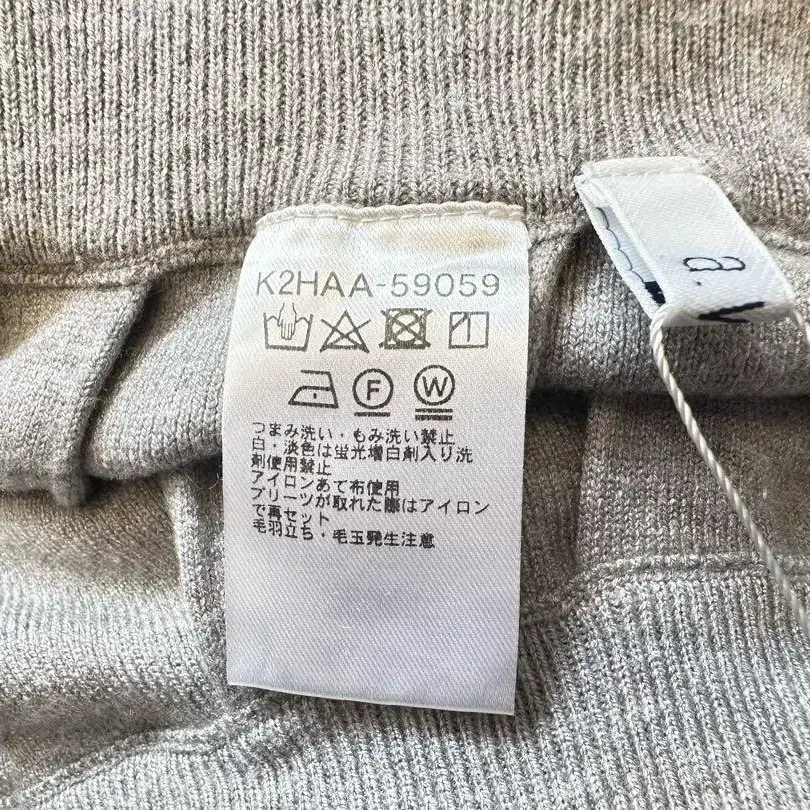 K2HAA-59059
F W
つまみ洗い・もみ洗い禁止
白・淡色は蛍光増白剤入り洗
剤使用禁止
アイロンあて布使用
プリーツが取れた際はアイロン
で再セット
毛羽立ち・毛玉発生注意
B